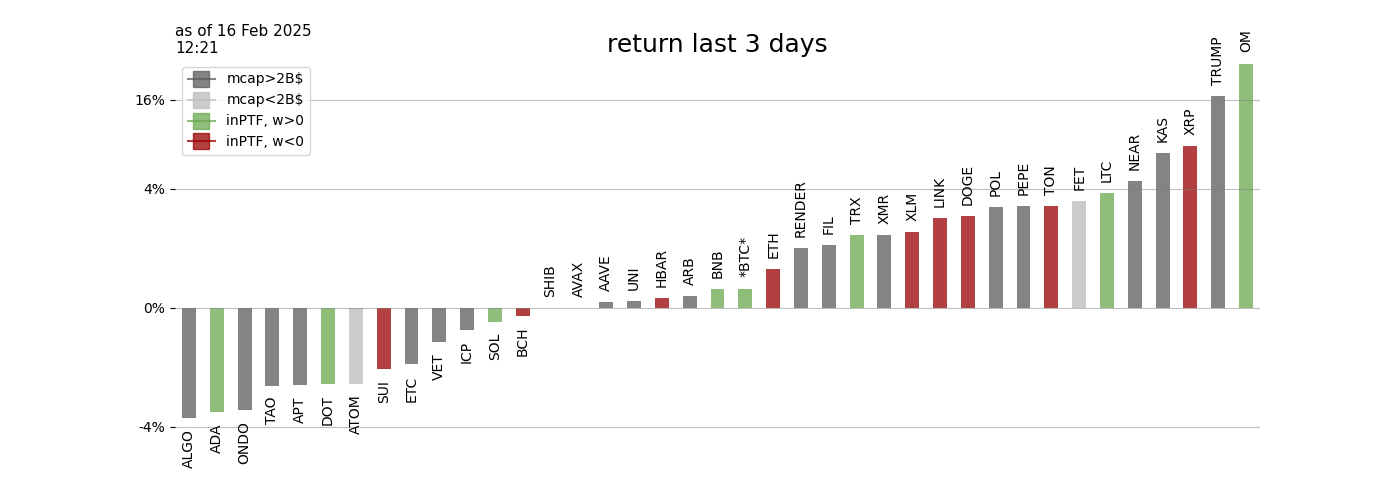 as of 16 Feb 2025
12:21
return last 3 days
mcap>2B$
mcap<2B$
inPTF, w>0
inPTF, w<0
16%
4%
0%
-4%
ALGO
ADA
ONDO
TAO
APT
DOT
ATOM
SUI
ETC
VET
ICP
SOL
BCH
SHIB
AVAX
AAVE
UNI
HBAR
ARB
BNB
*BTC*
ETH
RENDER
FIL
TRX
XMR
XLM
LINK
DOGE
POL
PEPE
TON
FET
LTC
NEAR
KAS
XRP
TRUMP
OM